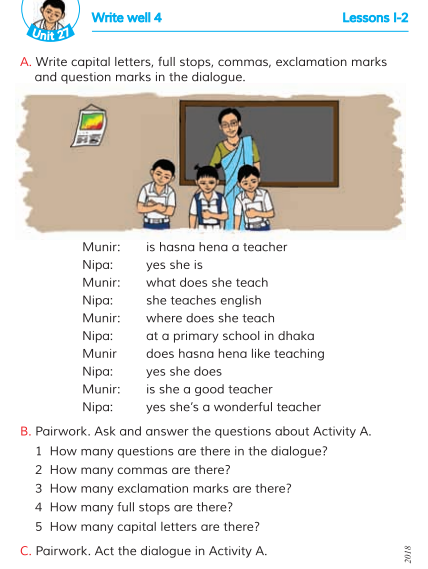 Unit 27
Write well 4
Lessons 1-2
A. Write capital letters, full stops, commas, exclamation marks
and question marks in the dialogue.
Munir: is hasna hena a teacher
Nipa: yes she is
Munir: what does she teach
Nipa: she teaches english
Munir: where does she teach
Nipa: at a primary school in dhaka
Munir does hasna hena like teaching
Nipa: yes she does
Munir: is she a good teacher
Nipa: yes she's a wonderful teacher
B. Pairwork. Ask and answer the questions about Activity A.
1 How many questions are there in the dialogue?
2 How many commas are there?
3 How many exclamation marks are there?
4 How many full stops are there?
5 How many capital letters are there?
C. Pairwork. Act the dialogue in Activity A.
2018